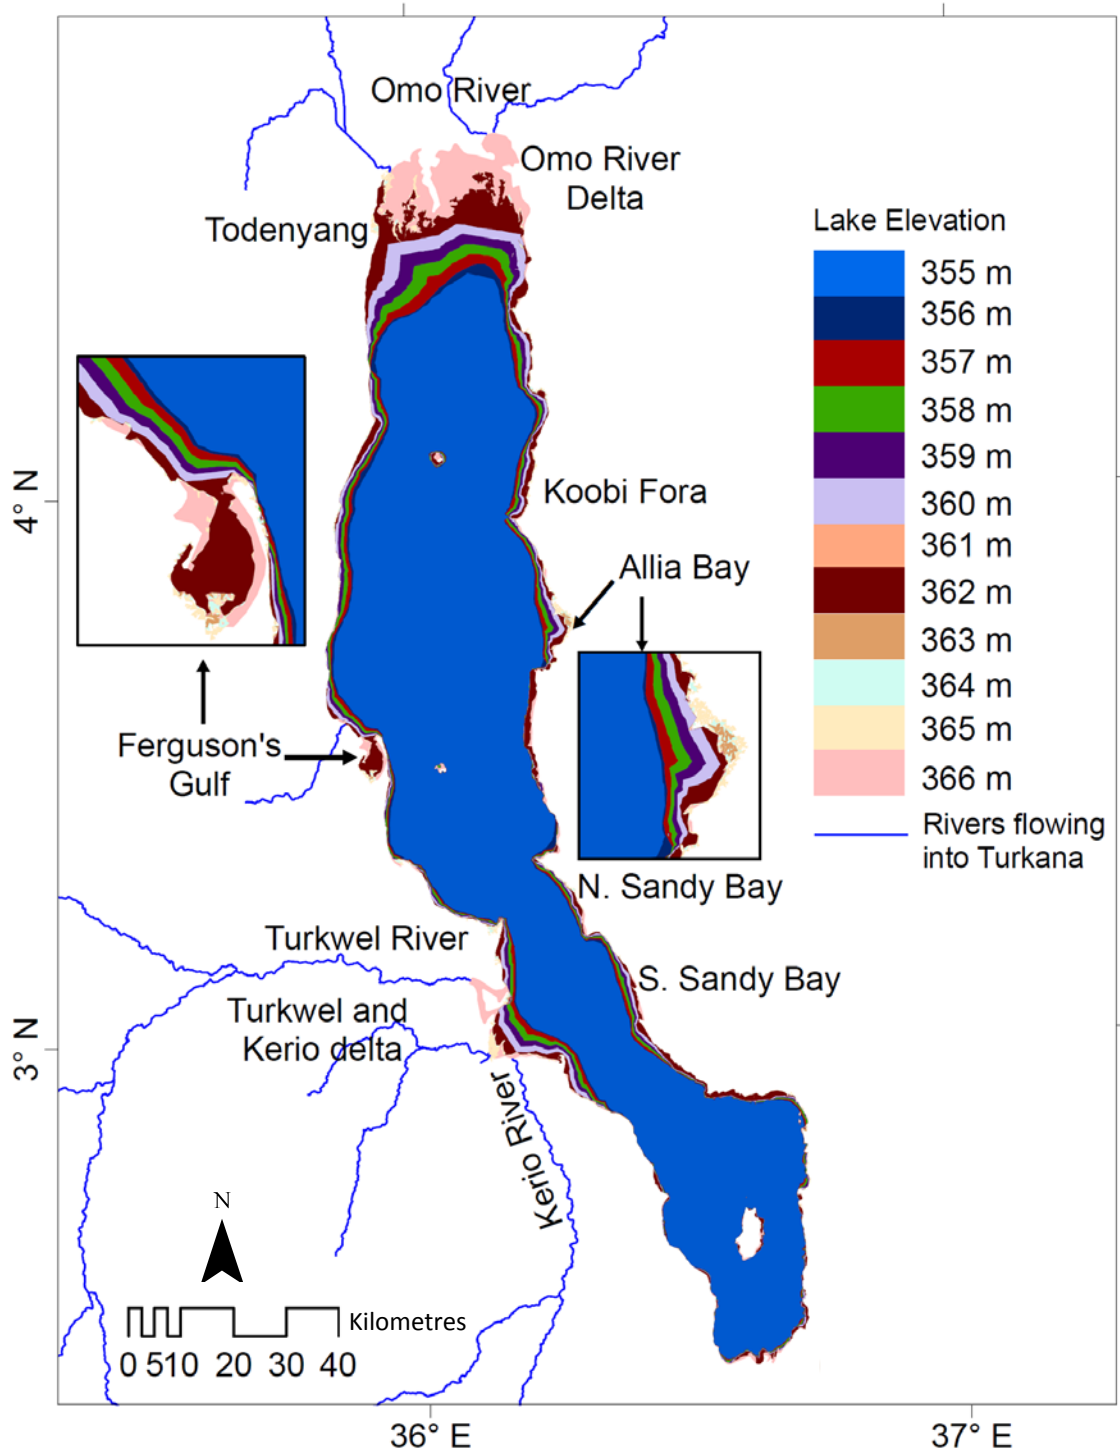 Omo River
Omo River
Delta
Todenyang
Lake Elevation
355 m
356 m
357 m
358 m
359 m
360 m
361 m
362 m
363 m
364 m
365 m
366 m
Rivers flowing
into Turkana
4° N
Koobi Fora
Allia Bay
Ferguson's
Gulf
N. Sandy Bay
Turkwel River
S. Sandy Bay
Turkwel and
Kerio delta
3° N
Kerio River
N
Kilometres
0 510 20 30 40
36° E
37° E